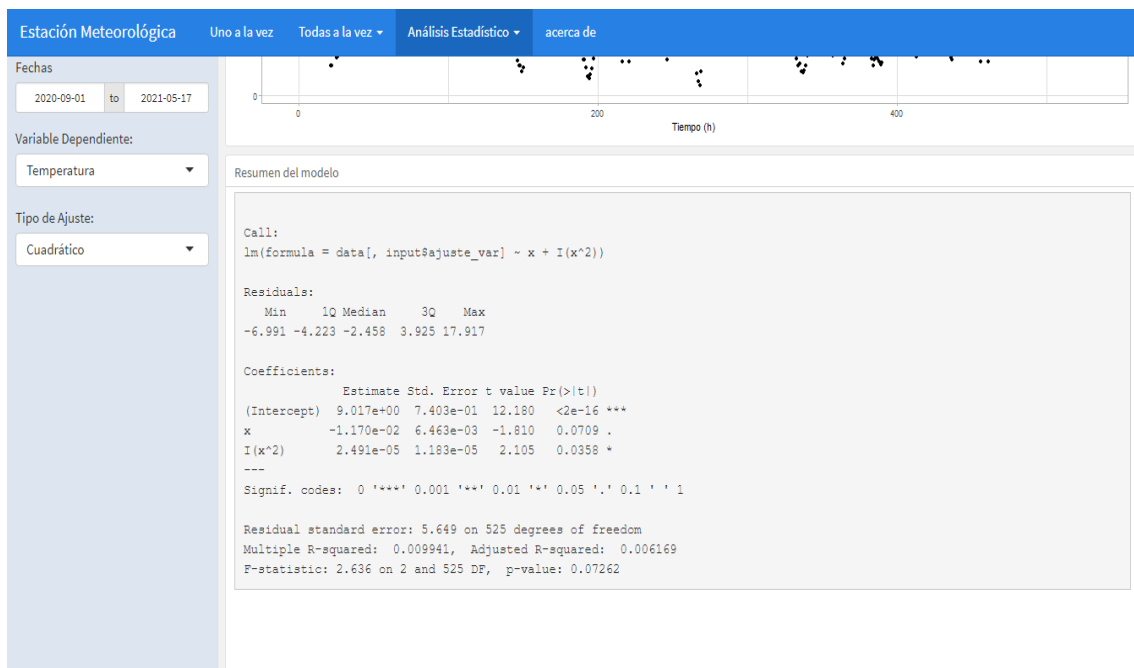 Estación Meteorológica Uno a la vez Todas a la vez Análisis Estadístico acerca de
Fechas
2020-09-01 to 2021-05-17
Variable Dependiente:
Temperatura
Tipo de Ajuste:
Cuadrático
0
0 200 400
Tiempo (h)
Resumen del modelo
Call:
lm(formula = data[, input$ajuste_var] ~ x + I(x^2))
Residuals:
Min 1Q Median 3Q Max
-6.991 -4.223 -2.458 3.925 17.917
Coefficients:
Estimate Std. Error t value Pr(>|t|)
(Intercept) 9.017e+00 7.403e-01 12.180 <2e-16 ***
x -1.170e-02 6.463e-03 -1.810 0.0709 .
I(x^2) 2.491e-05 1.183e-05 2.105 0.0358 *
---
Signif. codes: 0 '***' 0.001 '**' 0.01 '*' 0.05 '.' 0.1 ' ' 1
Residual standard error: 5.649 on 525 degrees of freedom
Multiple R-squared: 0.009941, Adjusted R-squared: 0.006169
F-statistic: 2.636 on 2 and 525 DF, p-value: 0.07262